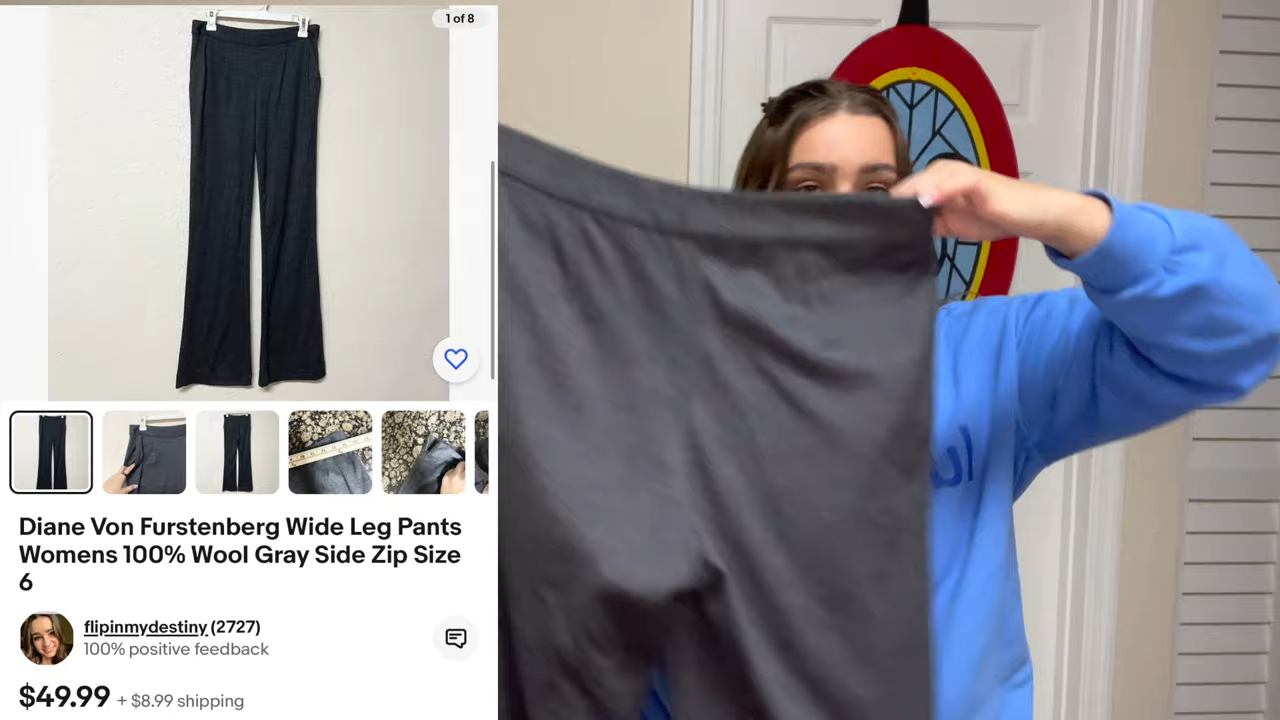 1 of 8
Diane Von Furstenberg Wide Leg Pants
Womens 100% Wool Gray Side Zip Size
6
flipinmydestiny (2727)
100% positive feedback
$49.99 + $8.99 shipping